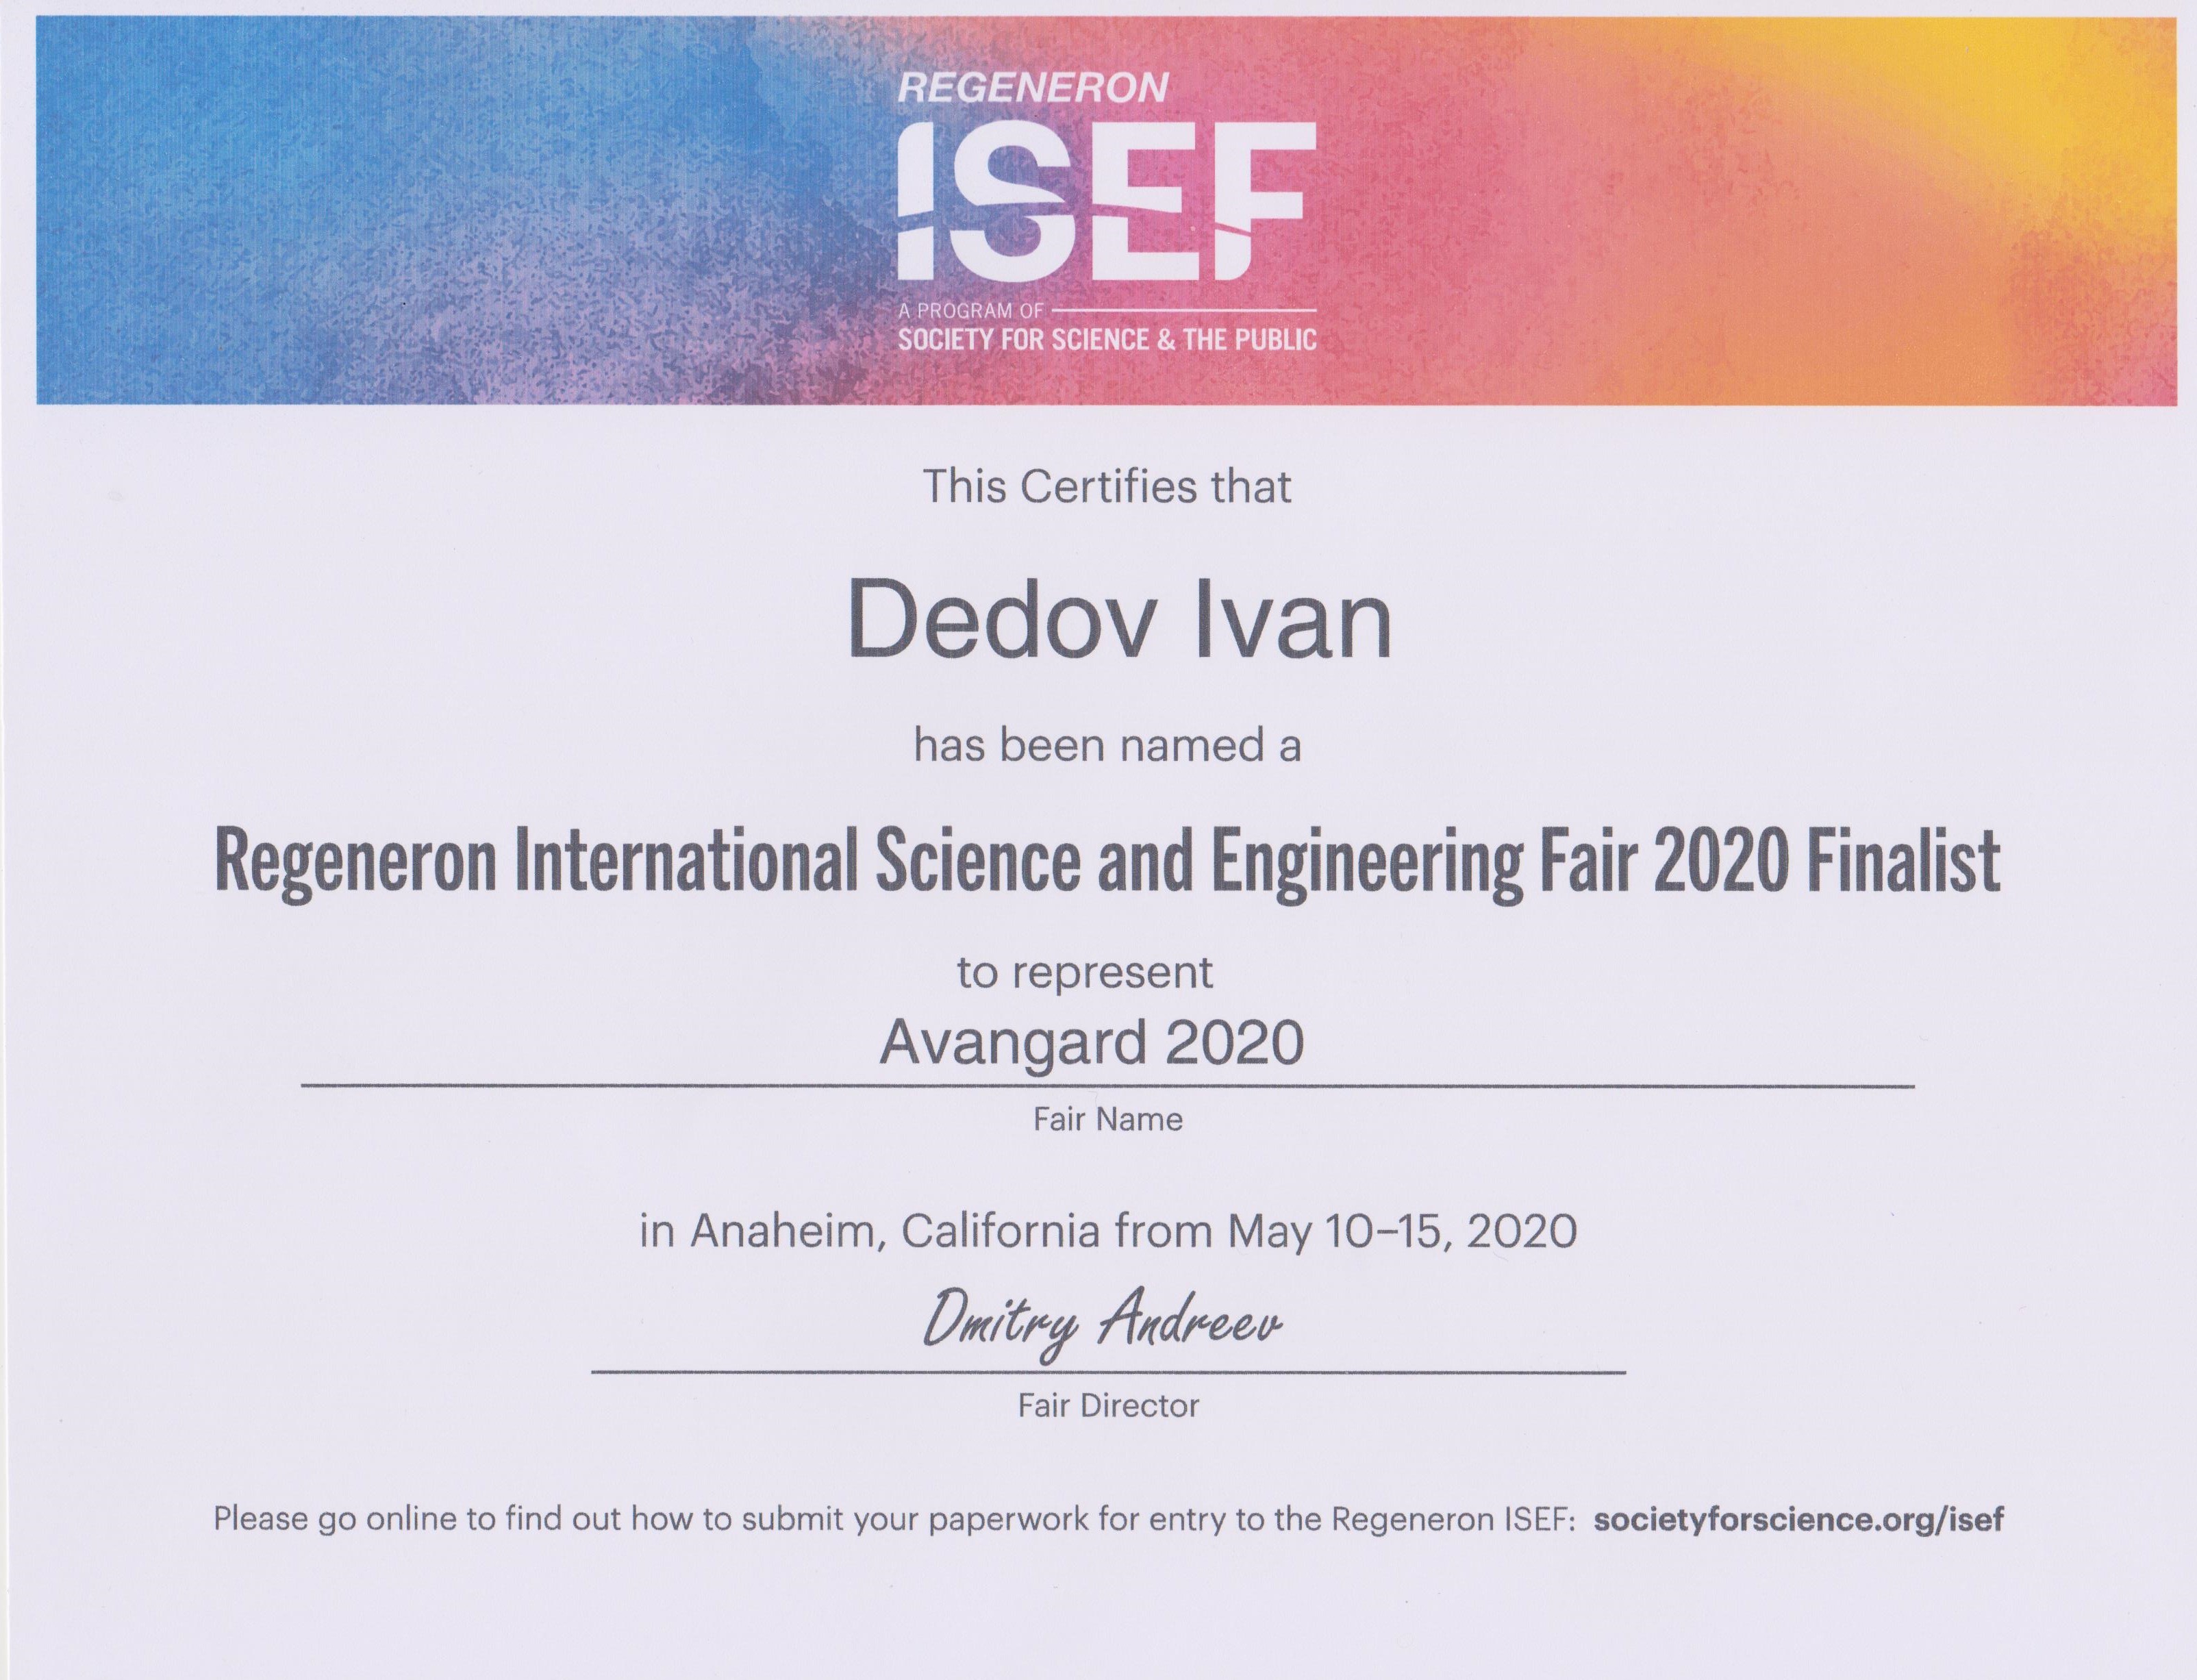 REGENERON
ISEF
A PROGRAM OF
SOCIETY FOR SCIENCE & THE PUBLIC
This Certifies that
Dedov Ivan
has been named a
Regeneron International Science and Engineering Fair 2020 Finalist
to represent
Avangard 2020
Fair Name
in Anaheim, California from May 10–15, 2020
Dmitry Andreev
Fair Director
Please go online to find out how to submit your paperwork for entry to the Regeneron ISEF: societyforscience.org/isef